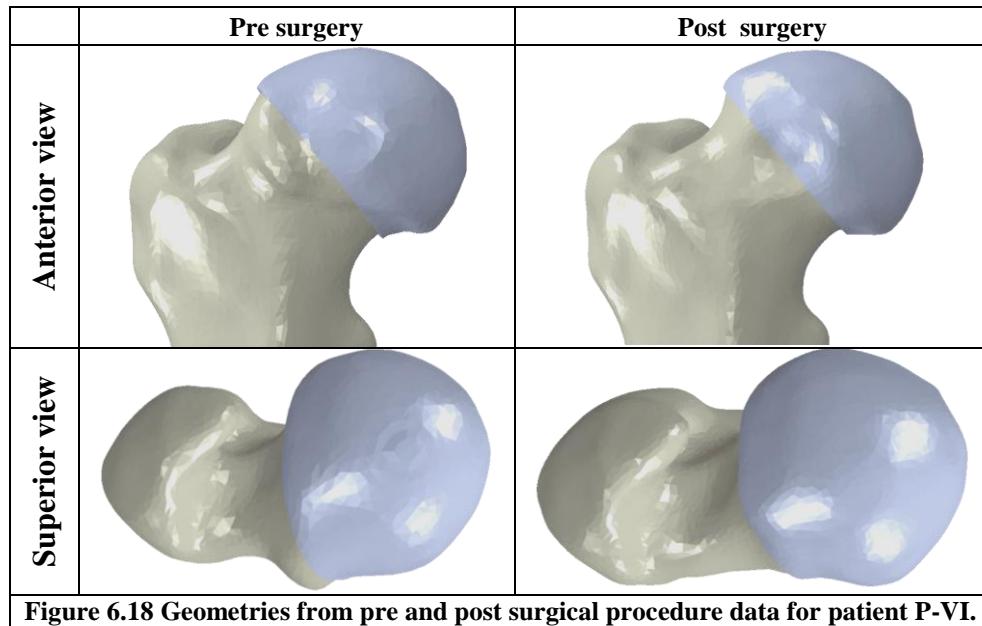 Pre surgery
Post surgery
Anterior view
Superior view
Figure 6.18 Geometries from pre and post surgical procedure data for patient P-VI.